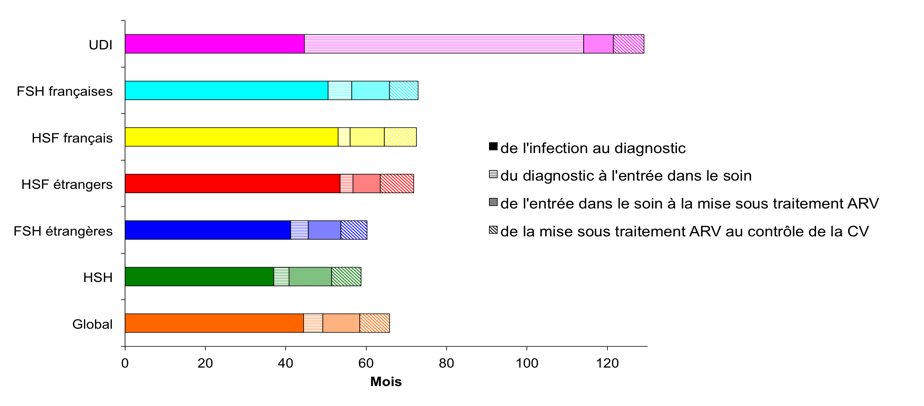 UDI
FSH françaises
HSF français
HSF étrangers
FSH étrangères
HSH
Global
0 20 40 60 80 100 120
Mois
de l'infection au diagnostic
du diagnostic à l'entrée dans le soin
de l'entrée dans le soin à la mise sous traitement ARV
de la mise sous traitement ARV au contrôle de la CV